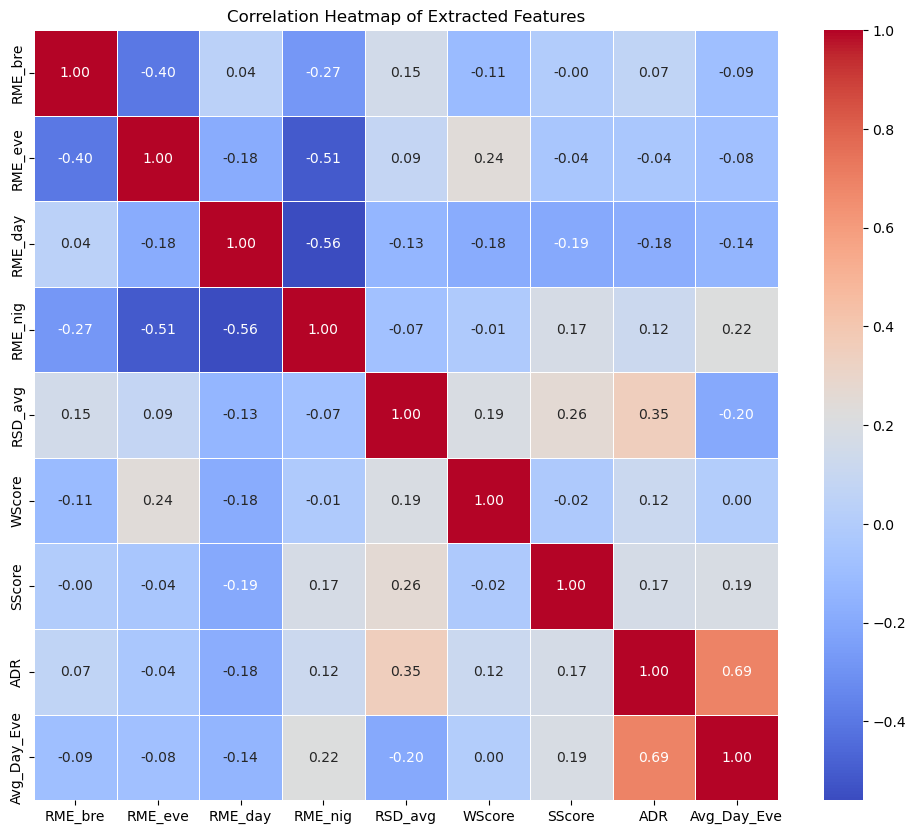 Correlation Heatmap of Extracted Features
RME_bre 1.00 -0.40 0.04 -0.27 0.15 -0.11 -0.00 0.07 -0.09
RME_eve -0.40 1.00 -0.18 -0.51 0.09 0.24 -0.04 -0.04 -0.08
RME_day 0.04 -0.18 1.00 -0.56 -0.13 -0.18 -0.19 -0.18 -0.14
RME_nig -0.27 -0.51 -0.56 1.00 -0.07 -0.01 0.17 0.12 0.22
RSD_avg 0.15 0.09 -0.13 -0.07 1.00 0.19 0.26 0.35 -0.20
WScore -0.11 0.24 -0.18 -0.01 0.19 1.00 -0.02 0.12 0.00
SScore -0.00 -0.04 -0.19 0.17 0.26 -0.02 1.00 0.17 0.19
ADR 0.07 -0.04 -0.18 0.12 0.35 0.12 0.17 1.00 0.69
Avg_Day_Eve -0.09 -0.08 -0.14 0.22 -0.20 0.00 0.19 0.69 1.00
RME_bre RME_eve RME_day RME_nig RSD_avg WScore SScore ADR Avg_Day_Eve
1.0
0.8
0.6
0.4
0.2
0.0
−0.2
−0.4